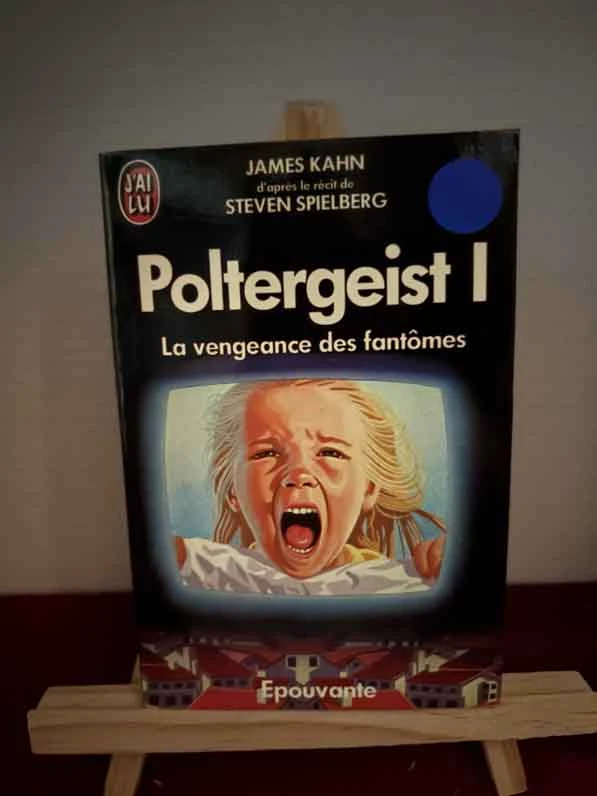 J'AI
LU
JAMES KAHN
d'après le récit de
STEVEN SPIELBERG
Poltergeist I
La vengeance des fantômes
Epouvante